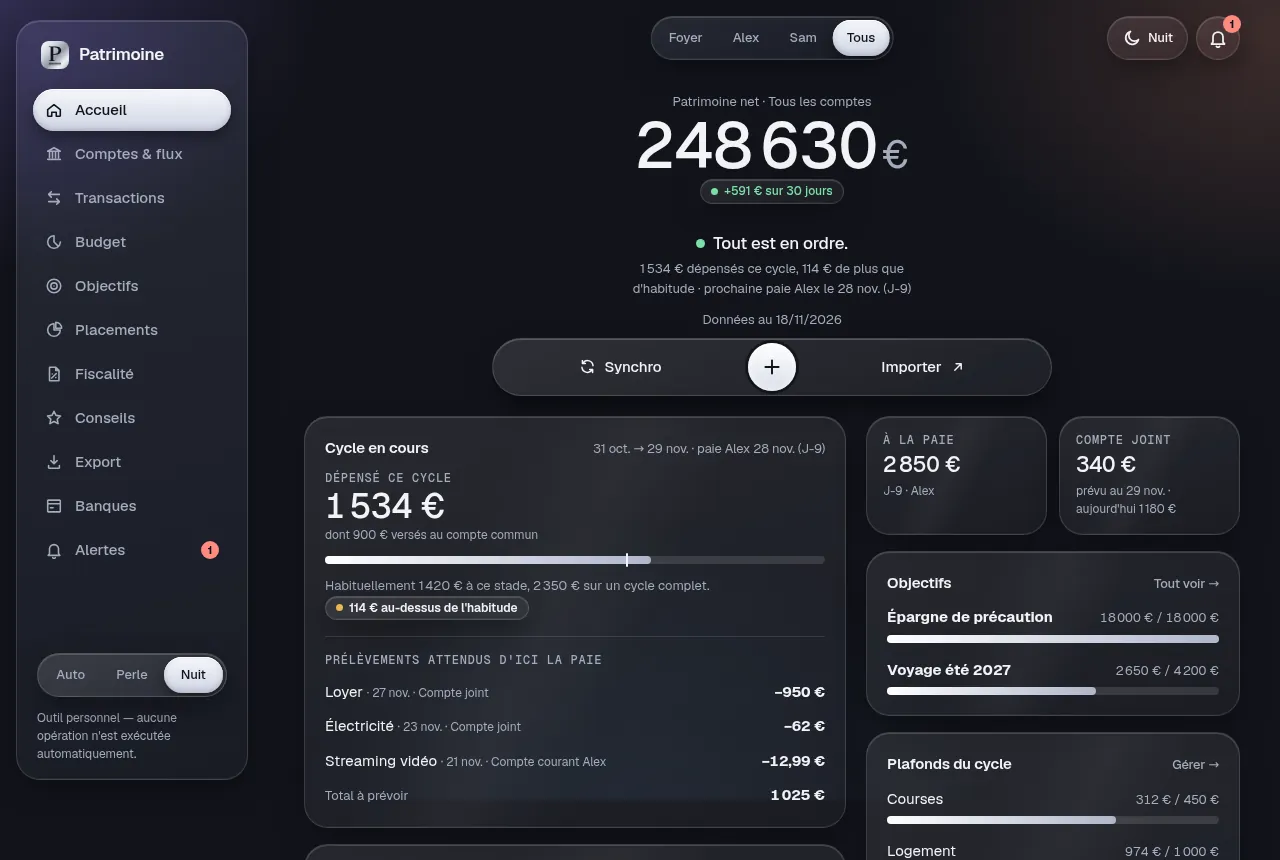 P Patrimoine
Accueil
Comptes & flux
Transactions
Budget
Objectifs
Placements
Fiscalité
Conseils
Export
Banques
Alertes 1
Auto Perle Nuit
Outil personnel — aucune
opération n'est exécutée
automatiquement.
Foyer Alex Sam Tous
Nuit
1
Patrimoine net · Tous les comptes
248 630 €
+591 € sur 30 jours
Tout est en ordre.
1 534 € dépensés ce cycle, 114 € de plus que
d'habitude · prochaine paie Alex le 28 nov. (J-9)
Données au 18/11/2026
Synchro + Importer ↗
Cycle en cours 31 oct. → 29 nov. · paie Alex 28 nov. (J-9)
DÉPENSÉ CE CYCLE
1 534 €
dont 900 € versés au compte commun
Habituellement 1 420 € à ce stade, 2 350 € sur un cycle complet.
114 € au-dessus de l'habitude
PRÉLÈVEMENTS ATTENDUS D'ICI LA PAIE
Loyer · 27 nov. · Compte joint −950 €
Électricité · 23 nov. · Compte joint −62 €
Streaming vidéo · 21 nov. · Compte courant Alex −12,99 €
Total à prévoir 1 025 €
À LA PAIE
2 850 €
J-9 · Alex
COMPTE JOINT
340 €
prévu au 29 nov. ·
aujourd'hui 1 180 €
Objectifs Tout voir →
Épargne de précaution 18 000 € / 18 000 €
Voyage été 2027 2 650 € / 4 200 €
Plafonds du cycle Gérer →
Courses 312 € / 450 €
Logement 974 € / 1 000 €